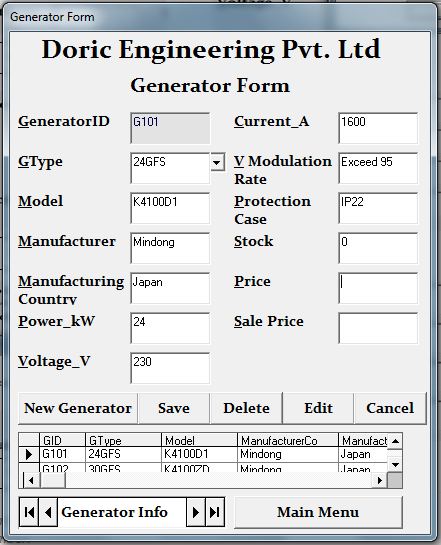 Generator Form
Doric Engineering Pvt. Ltd
Generator Form
GeneratorID G101 Current_A 1600
GType 24GFS V Modulation Rate Exceed 95
Model K4100D1 Protection Case IP22
Manufacturer Mindong Stock 0
Manufacturing Country Japan Price
Power_kW 24 Sale Price
Voltage_V 230
New Generator Save Delete Edit Cancel
GID GType Model ManufacturerCo Manufact
G101 24GFS K4100D1 Mindong Japan
G102 30GFS K4100ZD Mindong Japan
Generator Info Main Menu